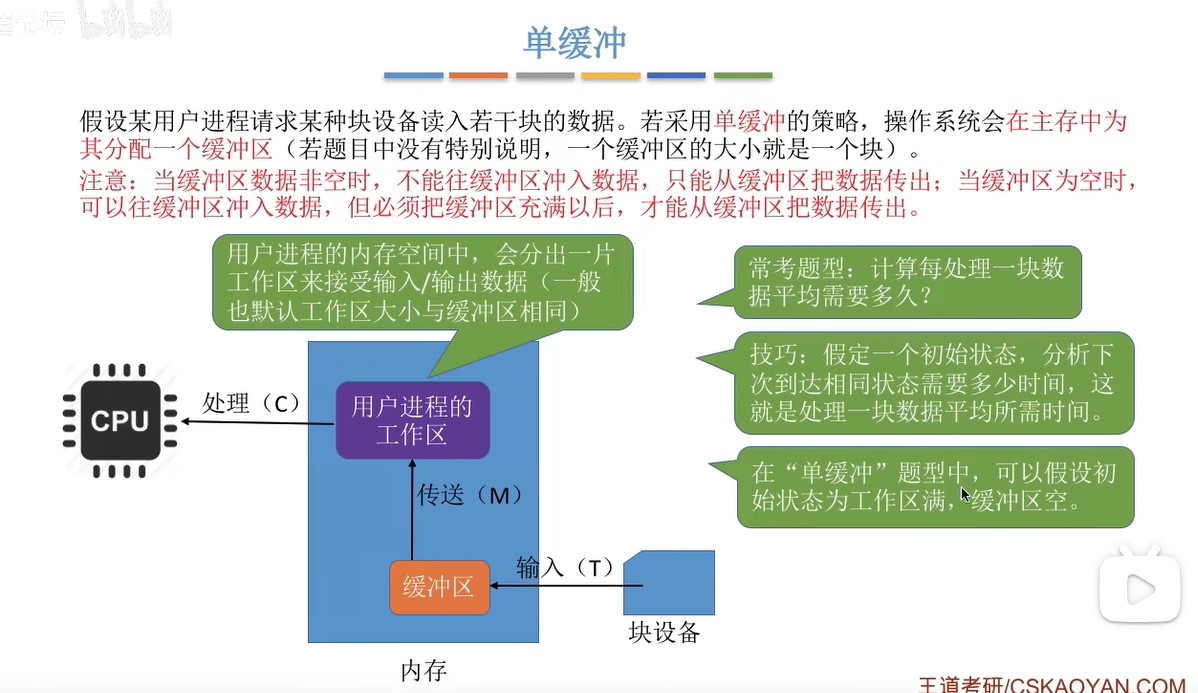 bilibili
单缓冲
假设某用户进程请求某种块设备读入若干块的数据。若采用单缓冲的策略，操作系统会在主存中为
其分配一个缓冲区（若题目中没有特别说明，一个缓冲区的大小就是一个块）。
注意：当缓冲区数据非空时，不能往缓冲区冲入数据，只能从缓冲区把数据传出；当缓冲区为空时，
可以往缓冲区冲入数据，但必须把缓冲区充满以后，才能从缓冲区把数据传出。
用户进程的内存空间中，会分出一片
工作区来接受输入/输出数据（一般
也默认工作区大小与缓冲区相同）
常考题型：计算每处理一块数
据平均需要多久？
技巧：假定一个初始状态，分析下
次到达相同状态需要多少时间，这
就是处理一块数据平均所需时间。
在“单缓冲”题型中，可以假设初
始状态为工作区满，缓冲区空。
CPU
处理（C）
用户进程的
工作区
传送（M）
缓冲区
输入（T）
块设备
内存
王道考研/CSKAOYAN.COM